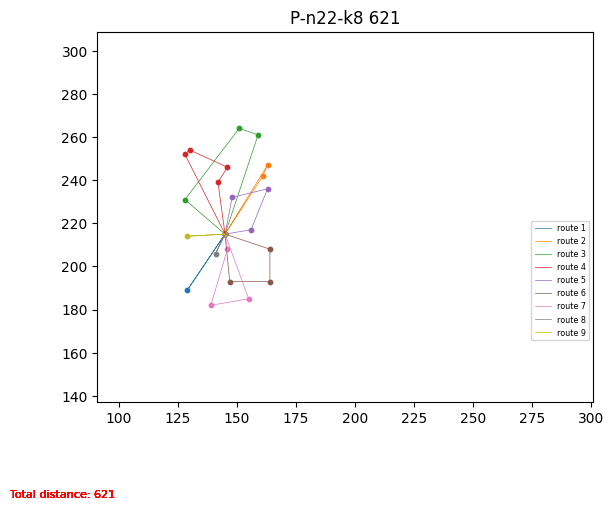 P-n22-k8 621
300
280
260
240
220
200
180
160
140
100
125
150
175
200
225
250
275
300
route 1
route 2
route 3
route 4
route 5
route 6
route 7
route 8
route 9
Total distance: 621